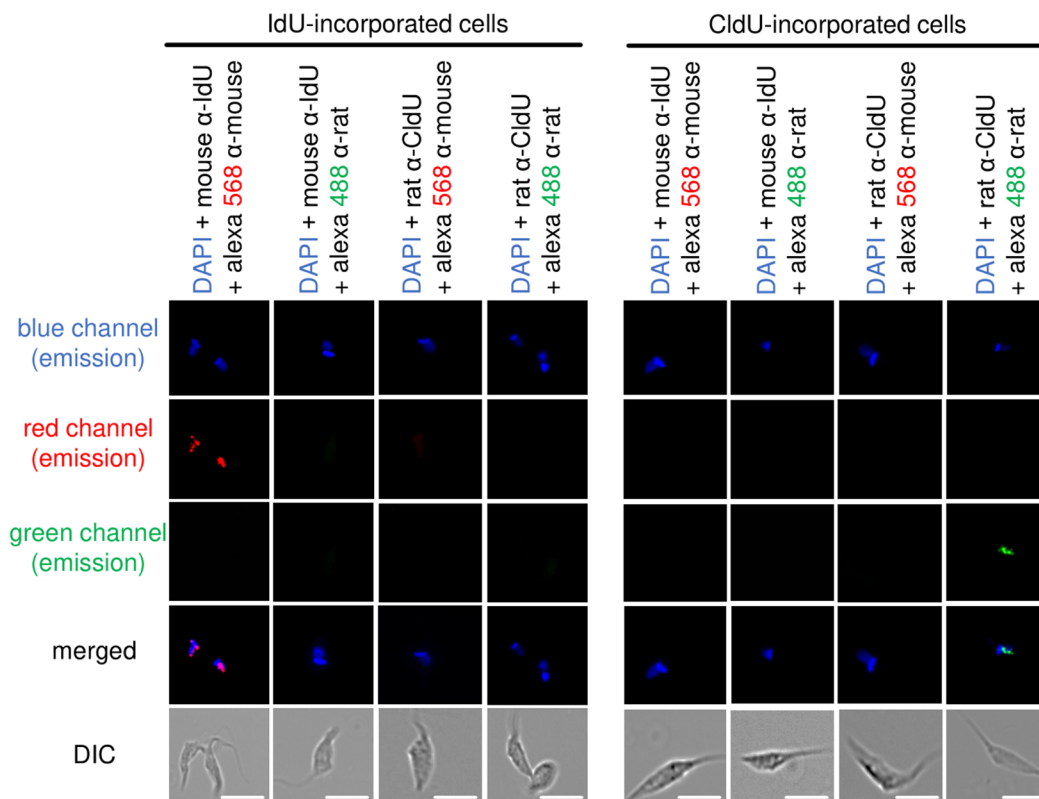 IdU-incorporated cells
CldU-incorporated cells
DAPI + mouse α-IdU
+ alexa 568 α-mouse
DAPI + mouse α-IdU
+ alexa 488 α-rat
DAPI + rat α-CldU
+ alexa 568 α-mouse
DAPI + rat α-CldU
+ alexa 488 α-rat
DAPI + mouse α-IdU
+ alexa 568 α-mouse
DAPI + mouse α-IdU
+ alexa 488 α-rat
DAPI + rat α-CldU
+ alexa 568 α-mouse
DAPI + rat α-CldU
+ alexa 488 α-rat
blue channel
(emission)
red channel
(emission)
green channel
(emission)
merged
DIC